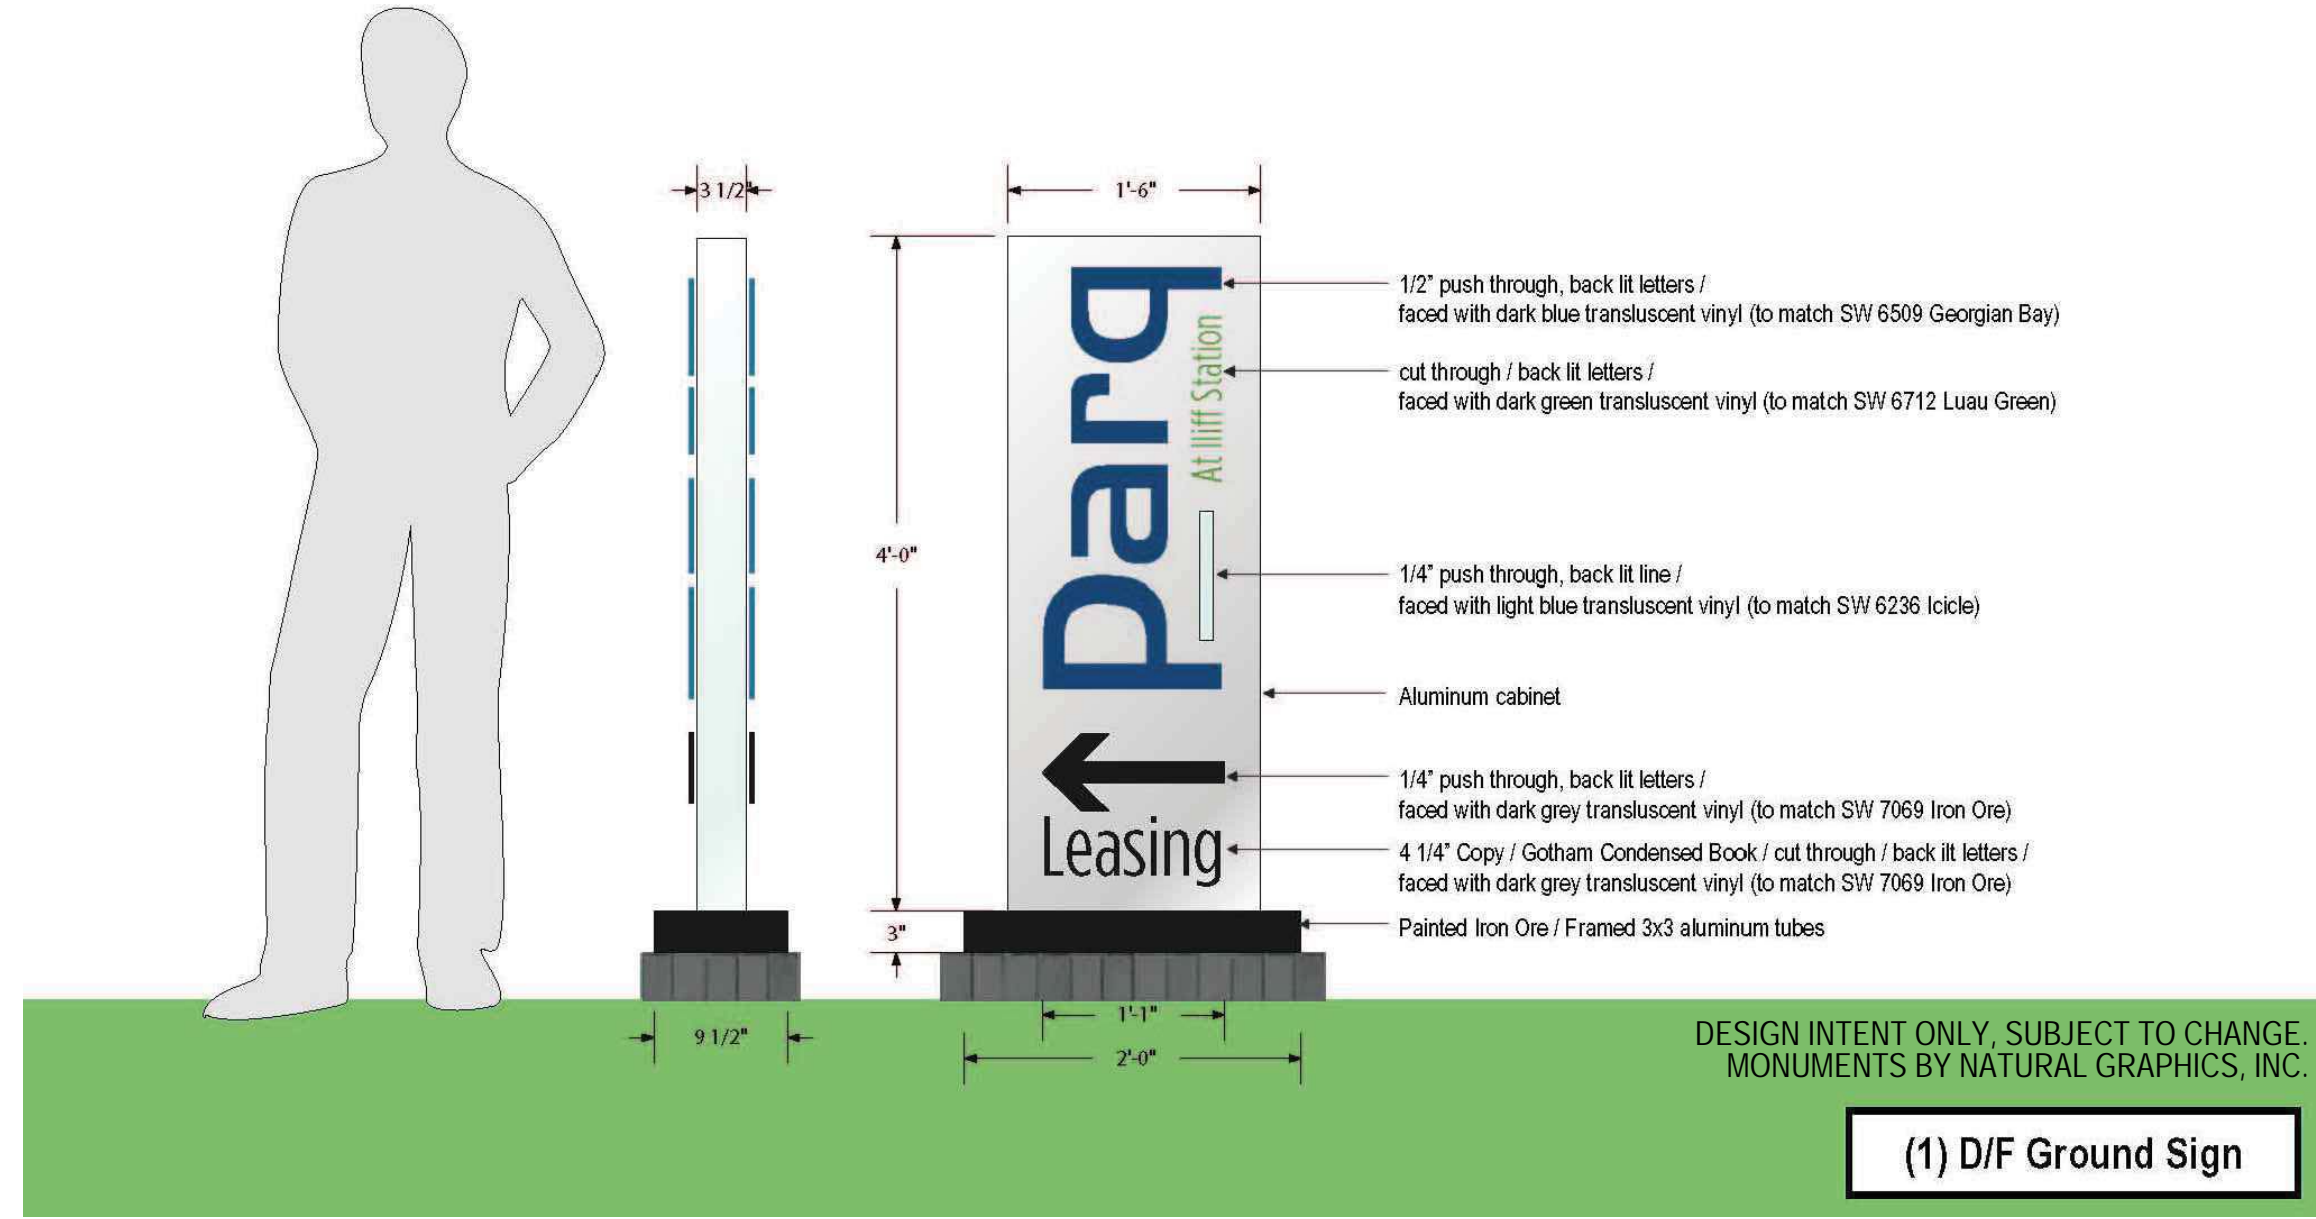 3 1/2"
1'-6"
4'-0"
3"
9 1/2"
1'-1"
2'-0"
parq
At Iliff Station
Leasing
1/2" push through, back lit letters /
faced with dark blue transluscent vinyl (to match SW 6509 Georgian Bay)
cut through / back lit letters /
faced with dark green transluscent vinyl (to match SW 6712 Luau Green)
1/4" push through, back lit line /
faced with light blue transluscent vinyl (to match SW 6236 Icicle)
Aluminum cabinet
1/4" push through, back lit letters /
faced with dark grey transluscent vinyl (to match SW 7069 Iron Ore)
4 1/4" Copy / Gotham Condensed Book / cut through / back ilt letters /
faced with dark grey transluscent vinyl (to match SW 7069 Iron Ore)
Painted Iron Ore / Framed 3x3 aluminum tubes
DESIGN INTENT ONLY, SUBJECT TO CHANGE.
MONUMENTS BY NATURAL GRAPHICS, INC.
(1) D/F Ground Sign